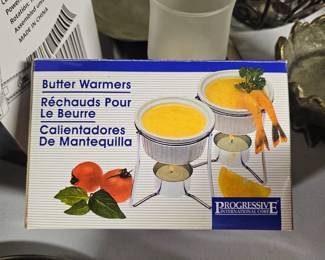 MADE IN CHINA
Butter Warmers
Réchauds Pour
Le Beurre
Calientadores
De Mantequilla
PROGRESSIVE
INTERNATIONAL CORP.